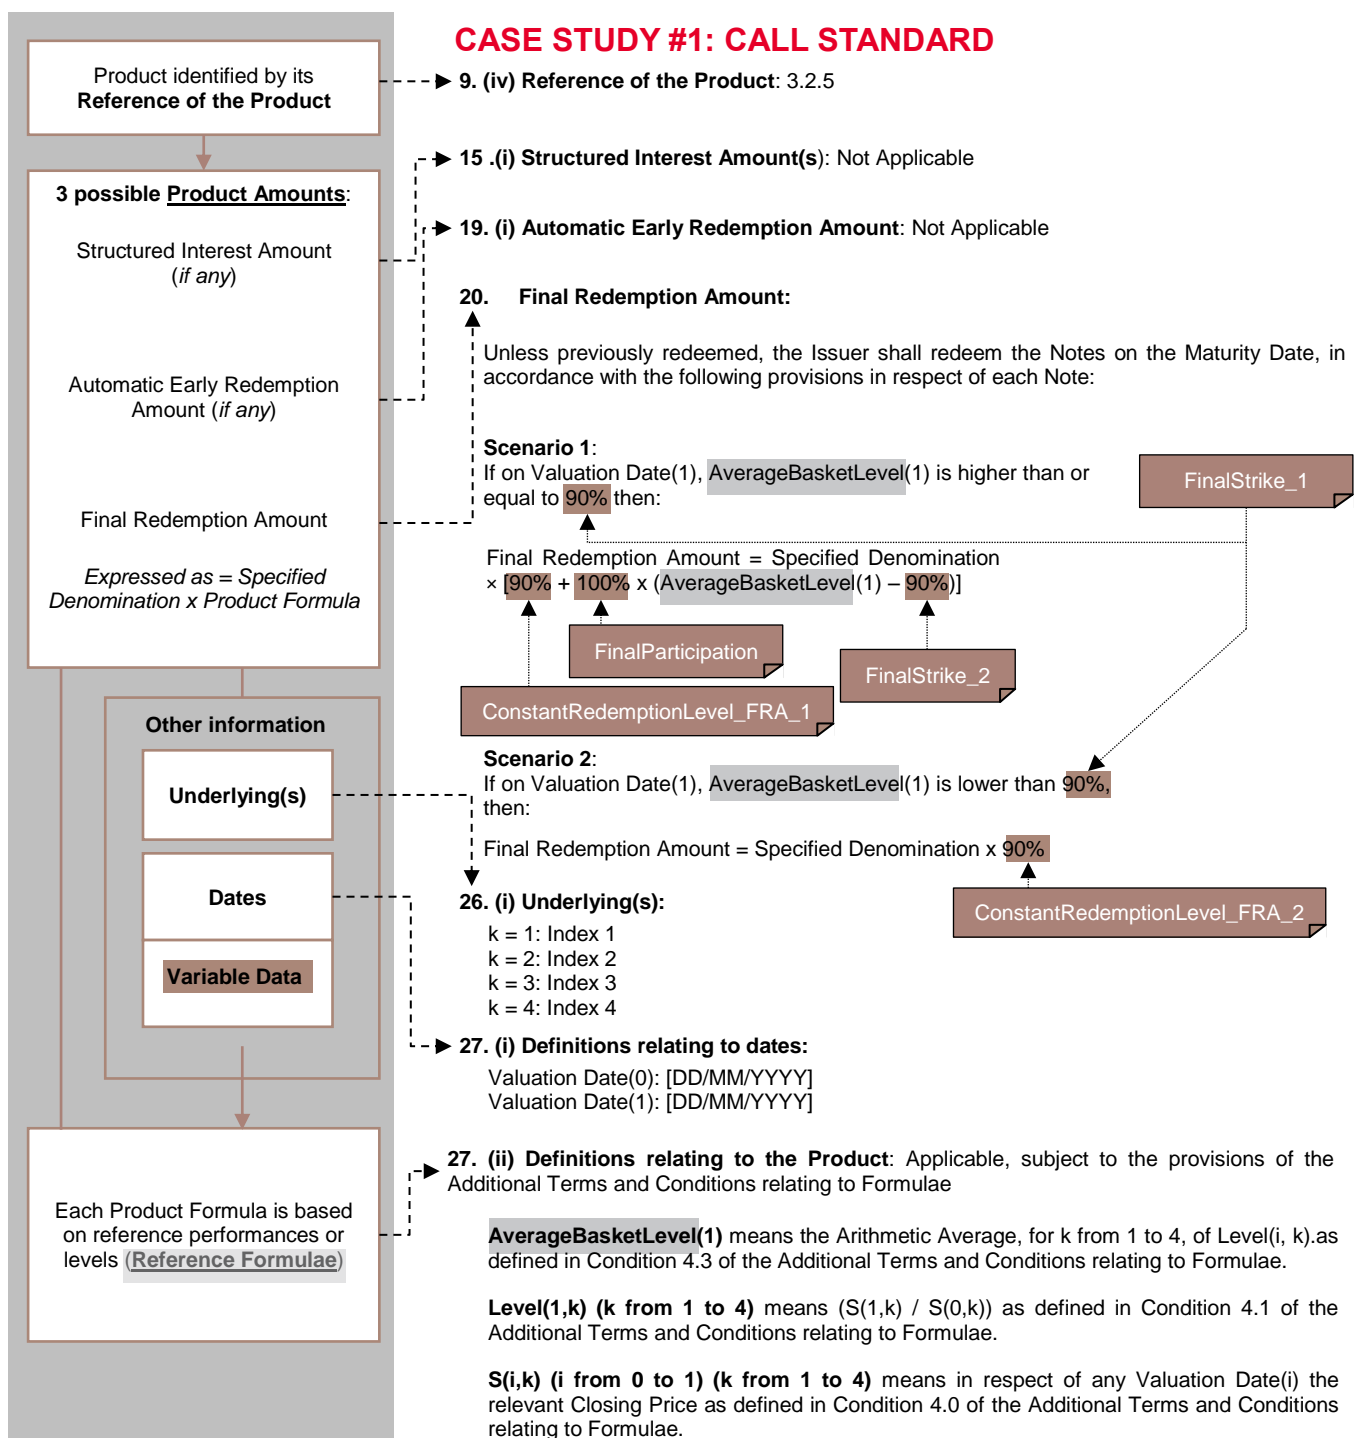 CASE STUDY #1: CALL STANDARD
Product identified by its
Reference of the Product
9. (iv) Reference of the Product: 3.2.5
15 .(i) Structured Interest Amount(s): Not Applicable
3 possible Product Amounts:
19. (i) Automatic Early Redemption Amount: Not Applicable
Structured Interest Amount
(if any)
Automatic Early Redemption
Amount (if any)
Final Redemption Amount
Expressed as = Specified
Denomination x Product Formula
20. Final Redemption Amount:
Unless previously redeemed, the Issuer shall redeem the Notes on the Maturity Date, in
accordance with the following provisions in respect of each Note:
Scenario 1:
If on Valuation Date(1), AverageBasketLevel(1) is higher than or
equal to 90% then:
FinalStrike_1
Final Redemption Amount = Specified Denomination
× [90% + 100% x (AverageBasketLevel(1) – 90%)]
FinalParticipation
FinalStrike_2
ConstantRedemptionLevel_FRA_1
Other information
Underlying(s)
Dates
Variable Data
Scenario 2:
If on Valuation Date(1), AverageBasketLevel(1) is lower than 90%,
then:
Final Redemption Amount = Specified Denomination x 90%
ConstantRedemptionLevel_FRA_2
26. (i) Underlying(s):
k = 1: Index 1
k = 2: Index 2
k = 3: Index 3
k = 4: Index 4
27. (i) Definitions relating to dates:
Valuation Date(0): [DD/MM/YYYY]
Valuation Date(1): [DD/MM/YYYY]
Each Product Formula is based
on reference performances or
levels (Reference Formulae)
27. (ii) Definitions relating to the Product: Applicable, subject to the provisions of the
Additional Terms and Conditions relating to Formulae
AverageBasketLevel(1) means the Arithmetic Average, for k from 1 to 4, of Level(i, k).as
defined in Condition 4.3 of the Additional Terms and Conditions relating to Formulae.
Level(1,k) (k from 1 to 4) means (S(1,k) / S(0,k)) as defined in Condition 4.1 of the
Additional Terms and Conditions relating to Formulae.
S(i,k) (i from 0 to 1) (k from 1 to 4) means in respect of any Valuation Date(i) the
relevant Closing Price as defined in Condition 4.0 of the Additional Terms and Conditions
relating to Formulae.